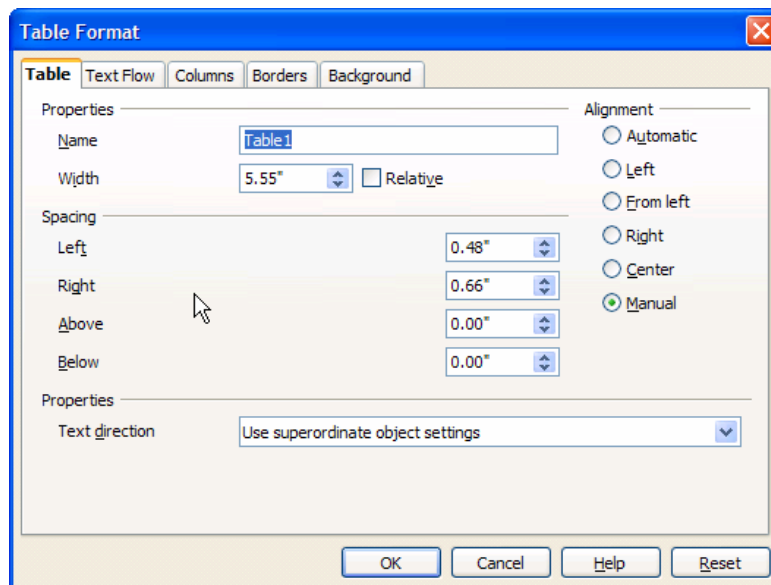 Table Format
Table Text Flow Columns Borders Background
Properties
Name Table1
Width 5.55" Relative
Spacing
Left 0.48"
Right 0.66"
Above 0.00"
Below 0.00"
Properties
Text direction Use superordinate object settings
Alignment
Automatic
Left
From left
Right
Center
Manual
OK Cancel Help Reset